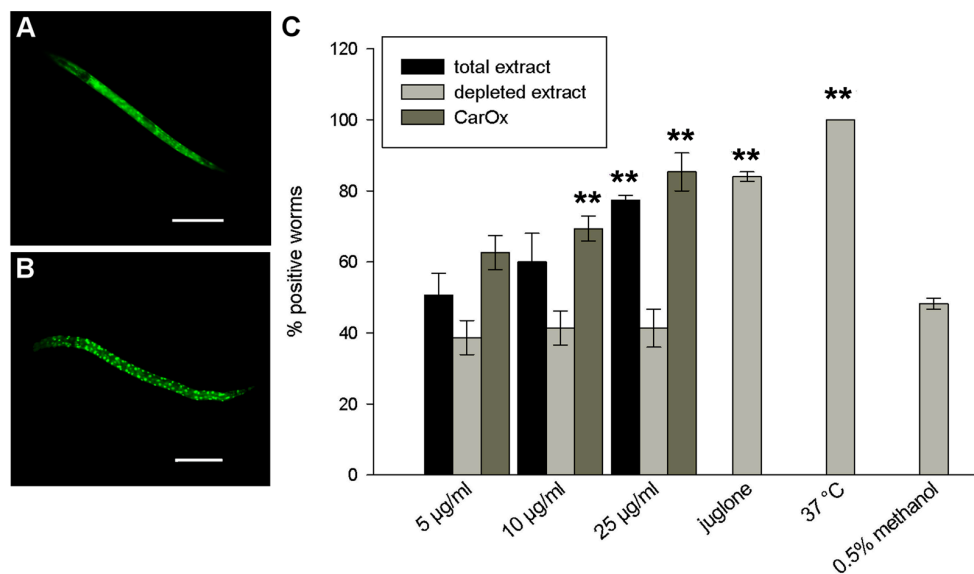 A
B
C
120
100
80
60
40
20
0
% positive worms
total extract
depleted extract
CarOx
**
**
**
**
**
5 µg/ml
10 µg/ml
25 µg/ml
juglone
37 °C
0.5% methanol